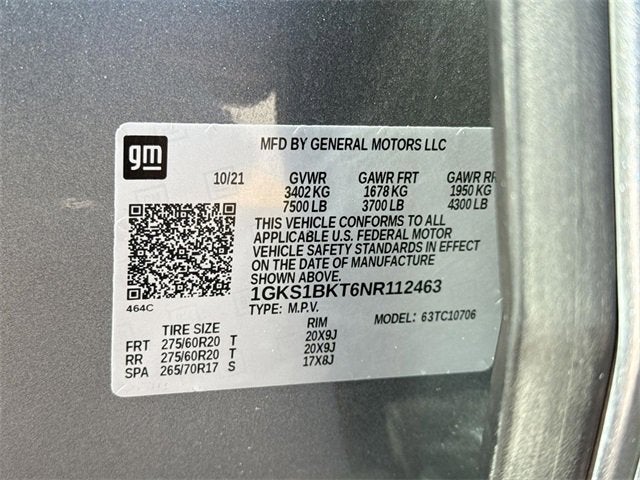 gm
MFD BY GENERAL MOTORS LLC
10/21 GVWR GAWR FRT GAWR RR
3402 KG 1678 KG 1950 KG
7500 LB 3700 LB 4300 LB
THIS VEHICLE CONFORMS TO ALL
APPLICABLE U.S. FEDERAL MOTOR
VEHICLE SAFETY STANDARDS IN EFFECT
ON THE DATE OF MANUFACTURE
SHOWN ABOVE.
1GKS1BKT6NR112463
464C
TYPE: M.P.V. MODEL: 63TC10706
TIRE SIZE RIM
FRT 275/60R20 T 20X9J
RR 275/60R20 T 20X9J
SPA 265/70R17 S 17X8J